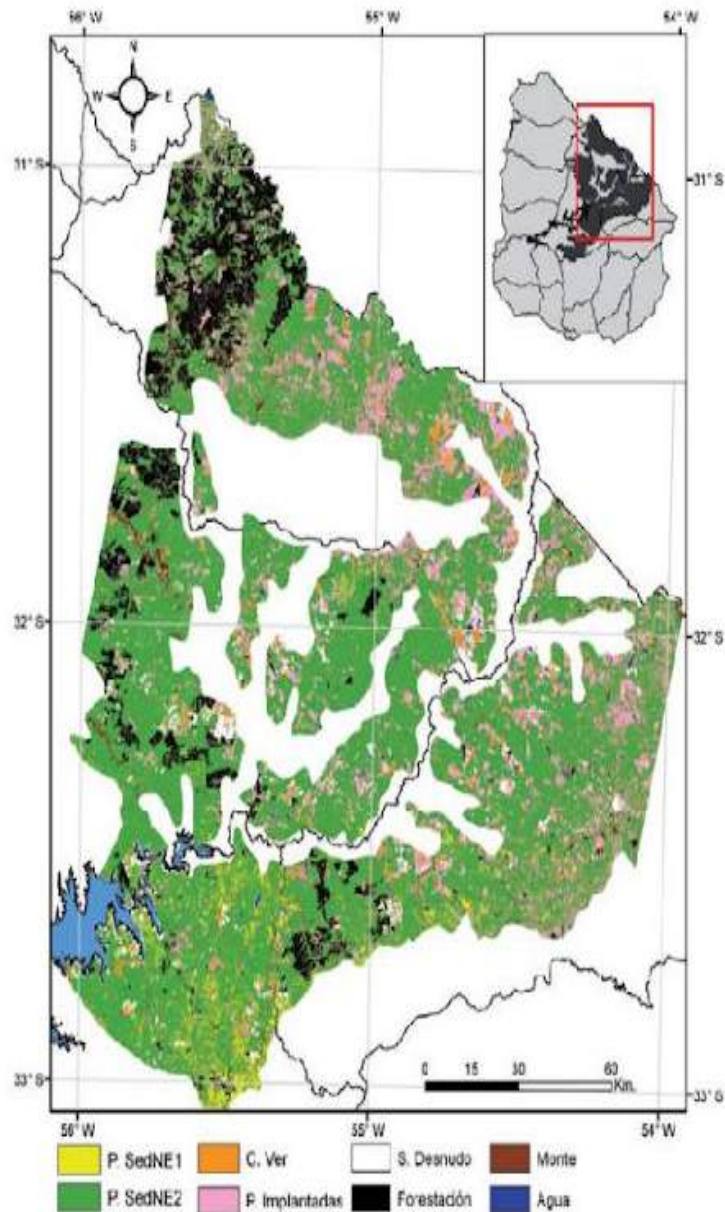 56° W 55° W 54° W
N
W E
S
31° S 31° S
32° S 32° S
33° S 33° S
0 15 30 60
Km.
56° W 55° W 54° W
P. SedNE1 C. Ver S. Desnudo Monte
P. SedNE2 P. Implantadas Forestación Agua